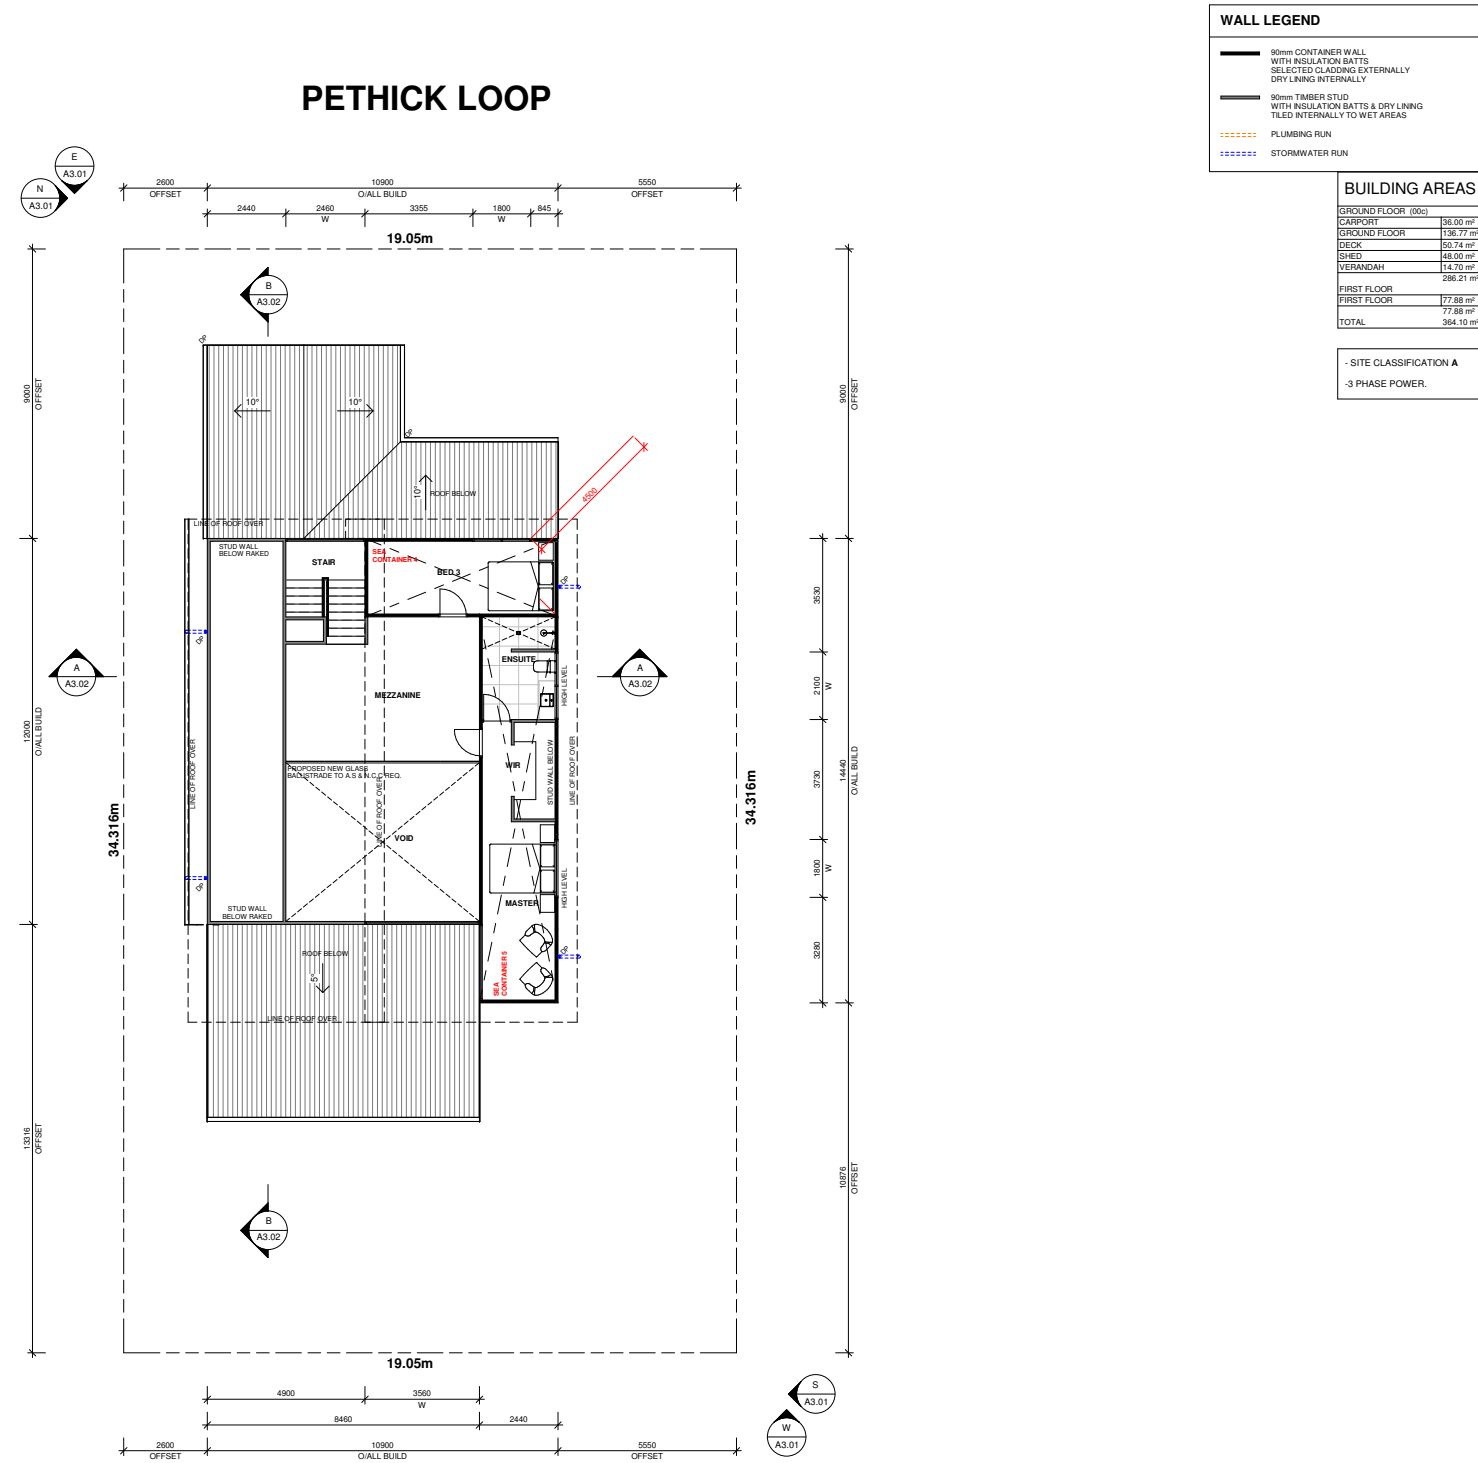 WALL LEGEND
90mm CONTAINER WALL
WITH INSULATION BATTS
SELECTED CLADDING EXTERNALLY
DRY LINING INTERNALLY
90mm TIMBER STUD
WITH INSULATION BATTS & DRY LINING
TILED INTERNALLY TO WET AREAS
PLUMBING RUN
STORMWATER RUN
BUILDING AREAS
GROUND FLOOR (00c)
CARPORT 36.00 m²
GROUND FLOOR 136.77 m²
DECK 50.74 m²
SHED 48.00 m²
VERANDAH 14.70 m²
286.21 m²
FIRST FLOOR
FIRST FLOOR 77.88 m²
77.88 m²
TOTAL 364.10 m²
- SITE CLASSIFICATION A
-3 PHASE POWER.
PETHICK LOOP
E
A3.01
N
A3.01
2600 10900 5550
OFFSET O/ALL BUILD OFFSET
2440 2460 3355 1800 845
W W
19.05m
B
A3.02
DP
9000
OFFSET
9000
OFFSET
10° 10°
DP
10°
ROOF BELOW
4500
LINE OF ROOF OVER
STUD WALL
BELOW RAKED
STAIR
SEA
CONTAINER 4
BED 3
DP
3530
DP
ENSUITE
HIGH LEVEL
A
A3.02
A
A3.02
2100
W
MEZZANINE
12000
O/ALL BUILD
LINE OF ROOF OVER
WIR
STUD WALL BELOW
LINE OF ROOF OVER
3730
14440
O/ALL BUILD
PROPOSED NEW GLASS
BALUSTRADE TO A.S & N.C.C REQ.
LINE OF ROOF OVER
34.316m
34.316m
VOID
1800
W
DP
HIGH LEVEL
MASTER
STUD WALL
BELOW RAKED
ROOF BELOW
DP
3280
5°
SEA
CONTAINER 5
LINE OF ROOF OVER
13316
OFFSET
10876
OFFSET
B
A3.02
19.05m
4900 3560
W
8460 2440
2600 10900 5550
OFFSET O/ALL BUILD OFFSET
S
A3.01
W
A3.01